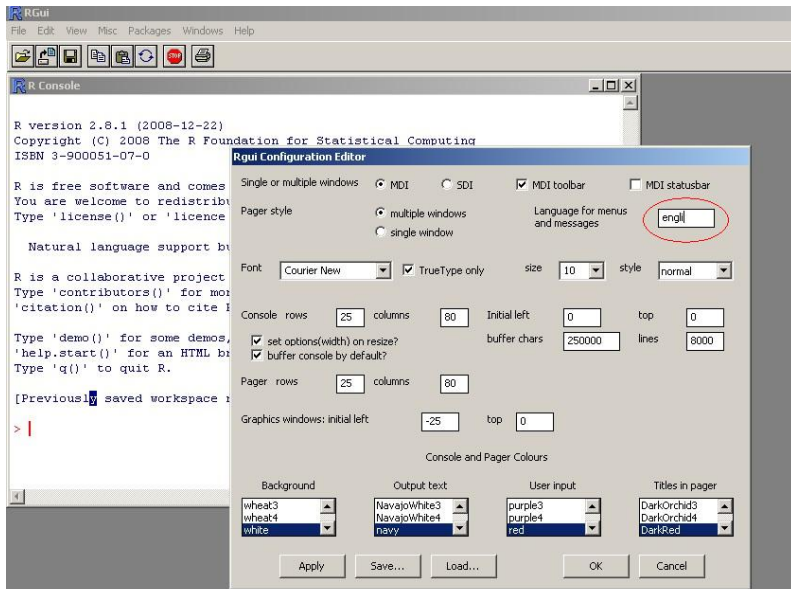 RGui
File Edit View Misc Packages Windows Help
STOP
R Console
R version 2.8.1 (2008-12-22)
Copyright (C) 2008 The R Foundation for Statistical Computing
ISBN 3-900051-07-0
R is free software and comes
You are welcome to redistribu
Type 'license()' or 'licence
Natural language support bu
R is a collaborative project
Type 'contributors()' for mor
'citation()' on how to cite R
Type 'demo()' for some demos,
'help.start()' for an HTML br
Type 'q()' to quit R.
[Previously saved workspace r
>
Rgui Configuration Editor
Single or multiple windows MDI SDI MDI toolbar MDI statusbar
Pager style multiple windows single window
Language for menus and messages engli
Font Courier New TrueType only size 10 style normal
Console rows 25 columns 80 Initial left 0 top 0
set options(width) on resize? buffer chars 250000 lines 8000
buffer console by default?
Pager rows 25 columns 80
Graphics windows: initial left -25 top 0
Console and Pager Colours
Background Output text User input Titles in pager
wheat3 NavajoWhite3 purple3 DarkOrchid3
wheat4 NavajoWhite4 purple4 DarkOrchid4
white navy red DarkRed
Apply Save... Load... OK Cancel